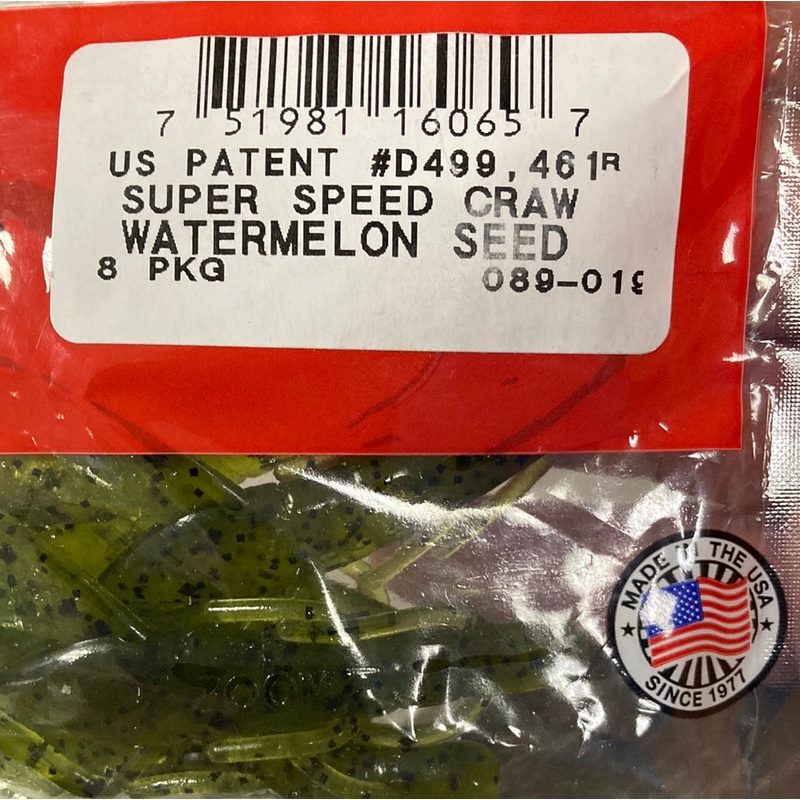 7 51981 16065 7
US PATENT #D499,461R
SUPER SPEED CRAW
WATERMELON SEED
8 PKG 089-019
ZOOM
MADE IN THE USA
SINCE 1977